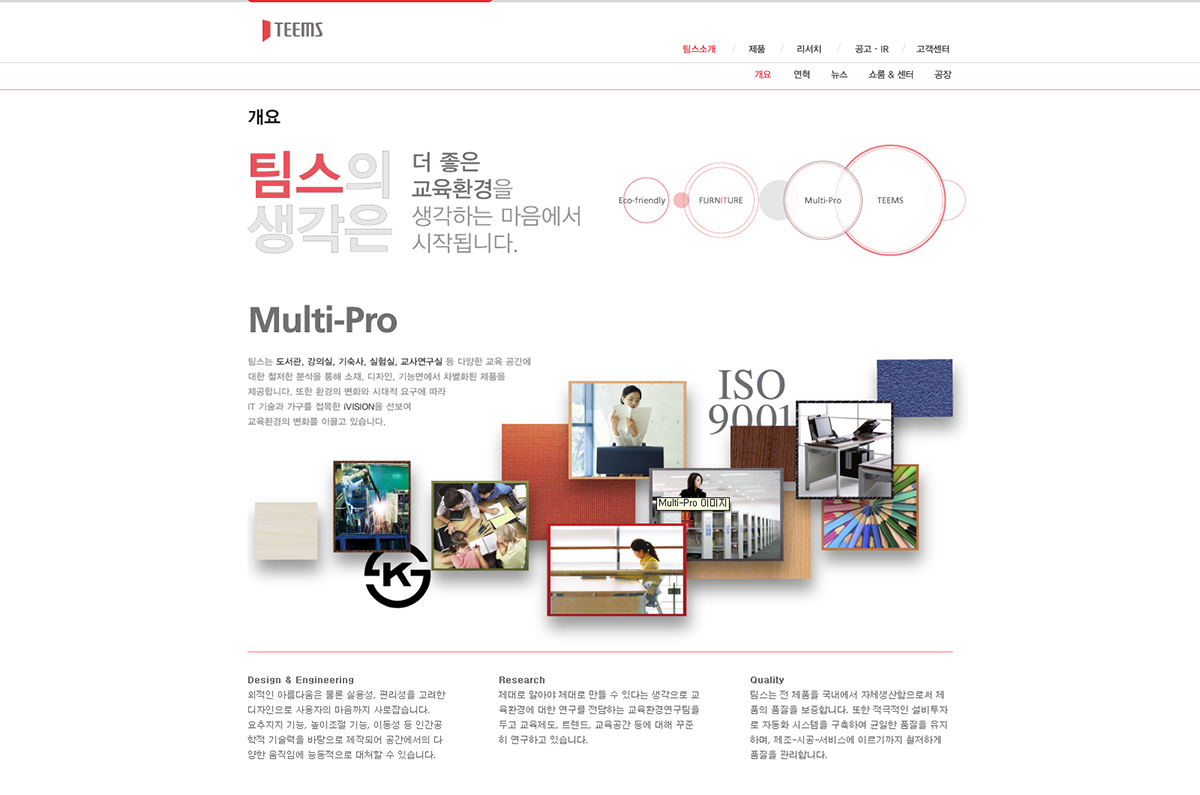 TEEMS
팀스소개 / 제품 / 리서치 / 공고 · IR / 고객센터
개요 연혁 뉴스 쇼룸 & 센터 공장
개요
팀스의
생각은
더 좋은
교육환경을
생각하는 마음에서
시작됩니다.
Eco-friendly
FURNITURE
Multi-Pro
TEEMS
Multi-Pro
팀스는 도서관, 강의실, 기숙사, 실험실, 교사연구실 등 다양한 교육 공간에
대한 철저한 분석을 통해 소재, 디자인, 기능면에서 차별화된 제품을
제공합니다. 또한 환경의 변화와 시대적 요구에 따라
IT 기술과 가구를 접목한 iVISION을 선보여
교육환경의 변화를 이끌고 있습니다.
ISO
9001
Multi-Pro 이미지
K
Design & Engineering
외적인 아름다움은 물론 실용성, 편리성을 고려한
디자인으로 사용자의 마음까지 사로잡습니다.
요추지지 기능, 높이조절 기능, 이동성 등 인간공
학적 기술력을 바탕으로 제작되어 공간에서의 다
양한 움직임에 능동적으로 대처할 수 있습니다.
Research
제대로 알아야 제대로 만들 수 있다는 생각으로 교
육환경에 대한 연구를 전담하는 교육환경연구팀을
두고 교육제도, 트렌드, 교육공간 등에 대해 꾸준
히 연구하고 있습니다.
Quality
팀스는 전 제품을 국내에서 자체생산함으로써 제
품의 품질을 보증합니다. 또한 적극적인 설비투자
로 자동화 시스템을 구축하여 균일한 품질을 유지
하며, 제조-시공-서비스에 이르기까지 철저하게
품질을 관리합니다.